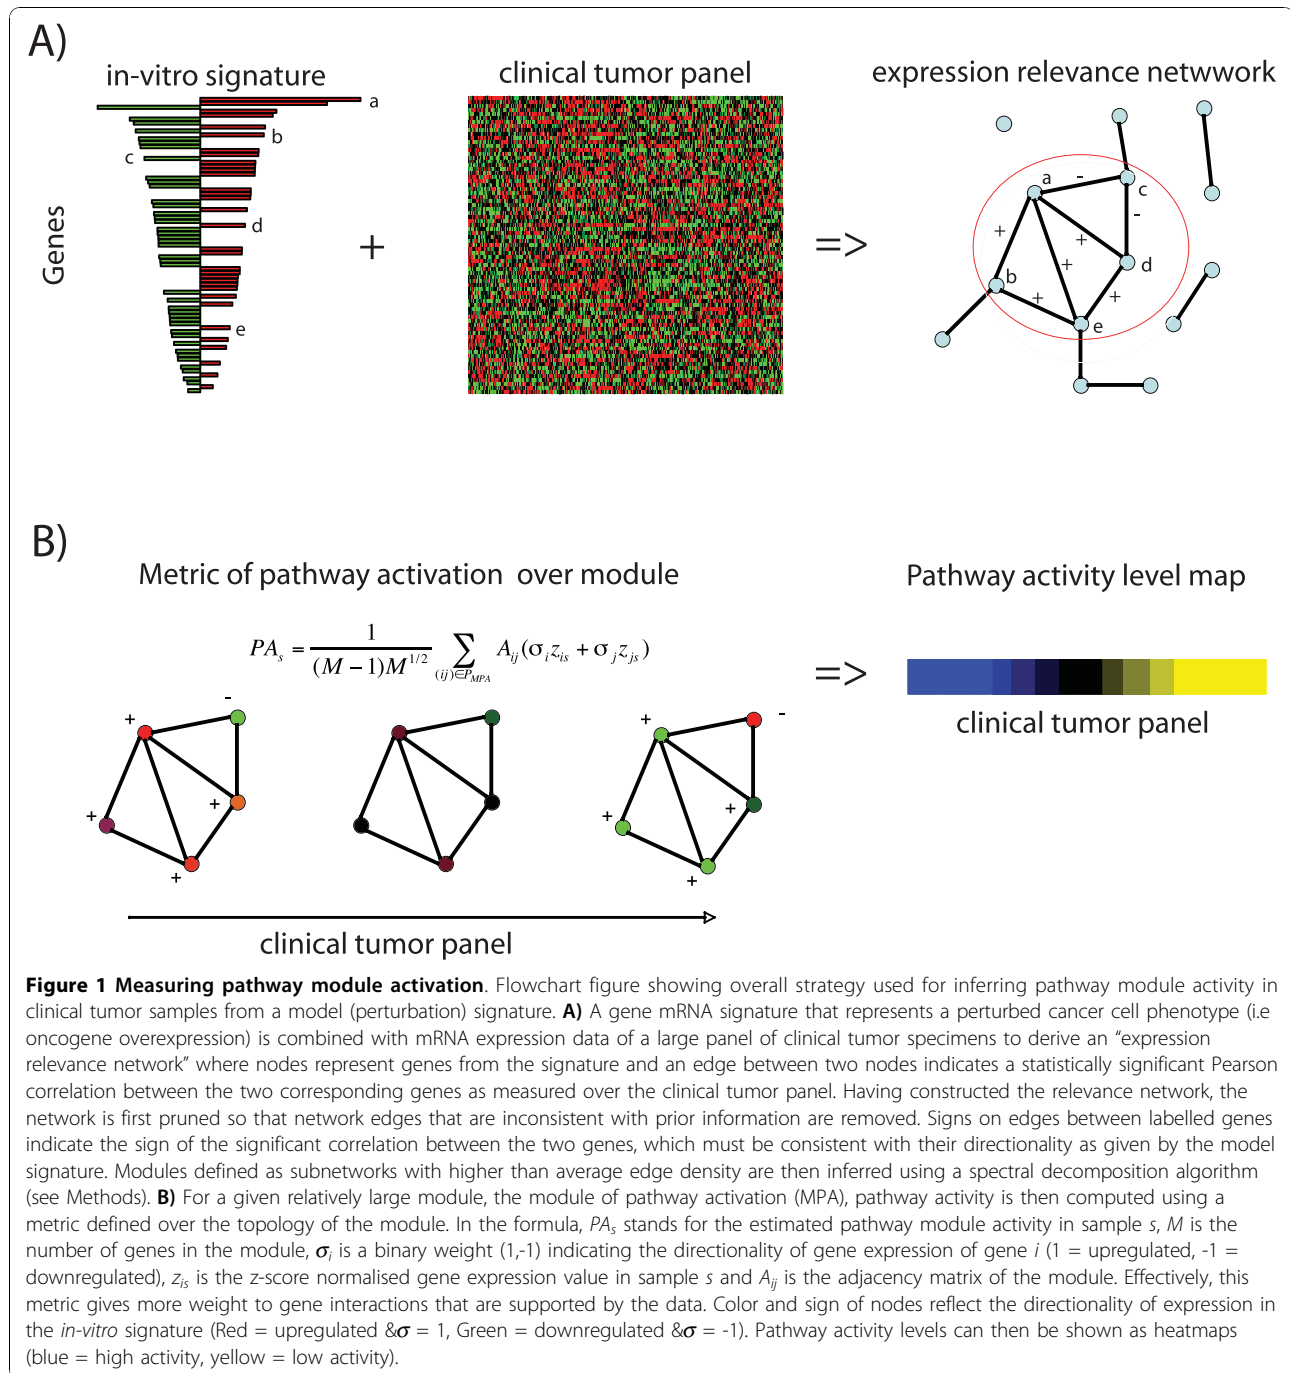 A)
in-vitro signature
clinical tumor panel
expression relevance netwwork
Genes
a
b
c
d
e
+
=>
a
-
c
-
+
+
+
b
d
+
+
e
B)
Metric of pathway activation over module
Pathway activity level map
PA_s = 1 / ((M – 1)M^{1/2}) ∑_{(ij)∈P_{MPA}} A_{ij}(σ_i z_{is} + σ_j z_{js})
=>
clinical tumor panel
-
+
+
+
+
+
-
+
+
+
clinical tumor panel
Figure 1 Measuring pathway module activation. Flowchart figure showing overall strategy used for inferring pathway module activity in
clinical tumor samples from a model (perturbation) signature. A) A gene mRNA signature that represents a perturbed cancer cell phenotype (i.e
oncogene overexpression) is combined with mRNA expression data of a large panel of clinical tumor specimens to derive an “expression
relevance network” where nodes represent genes from the signature and an edge between two nodes indicates a statistically significant Pearson
correlation between the two corresponding genes as measured over the clinical tumor panel. Having constructed the relevance network, the
network is first pruned so that network edges that are inconsistent with prior information are removed. Signs on edges between labelled genes
indicate the sign of the significant correlation between the two genes, which must be consistent with their directionality as given by the model
signature. Modules defined as subnetworks with higher than average edge density are then inferred using a spectral decomposition algorithm
(see Methods). B) For a given relatively large module, the module of pathway activation (MPA), pathway activity is then computed using a
metric defined over the topology of the module. In the formula, PA_s stands for the estimated pathway module activity in sample s, M is the
number of genes in the module, σ_i is a binary weight (1,-1) indicating the directionality of gene expression of gene i (1 = upregulated, -1 =
downregulated), z_{is} is the z-score normalised gene expression value in sample s and A_{ij} is the adjacency matrix of the module. Effectively, this
metric gives more weight to gene interactions that are supported by the data. Color and sign of nodes reflect the directionality of expression in
the in-vitro signature (Red = upregulated &σ = 1, Green = downregulated &σ = -1). Pathway activity levels can then be shown as heatmaps
(blue = high activity, yellow = low activity).